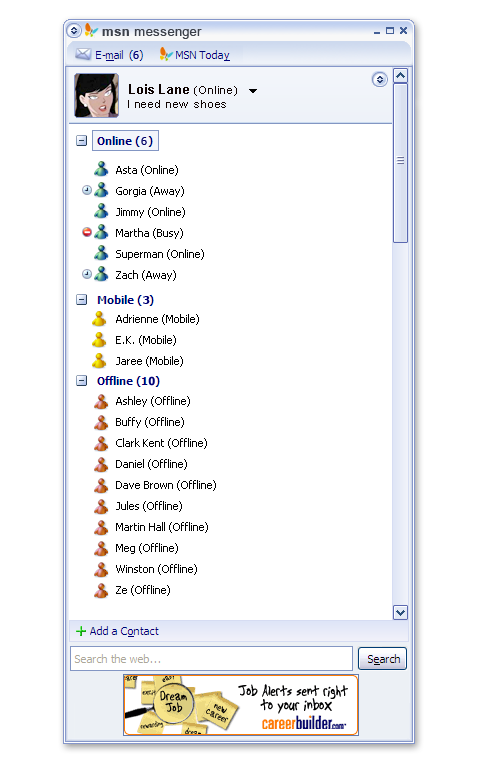 msn messenger
E-mail (6) MSN Today
Lois Lane (Online)
I need new shoes
Online (6)
Asta (Online)
Gorgia (Away)
Jimmy (Online)
Martha (Busy)
Superman (Online)
Zach (Away)
Mobile (3)
Adrienne (Mobile)
E.K. (Mobile)
Jaree (Mobile)
Offline (10)
Ashley (Offline)
Buffy (Offline)
Clark Kent (Offline)
Daniel (Offline)
Dave Brown (Offline)
Jules (Offline)
Martin Hall (Offline)
Meg (Offline)
Winston (Offline)
Ze (Offline)
Add a Contact
Search the web... Search
Dream Job
new career
Job Alerts sent right
to your inbox
careerbuilder.com